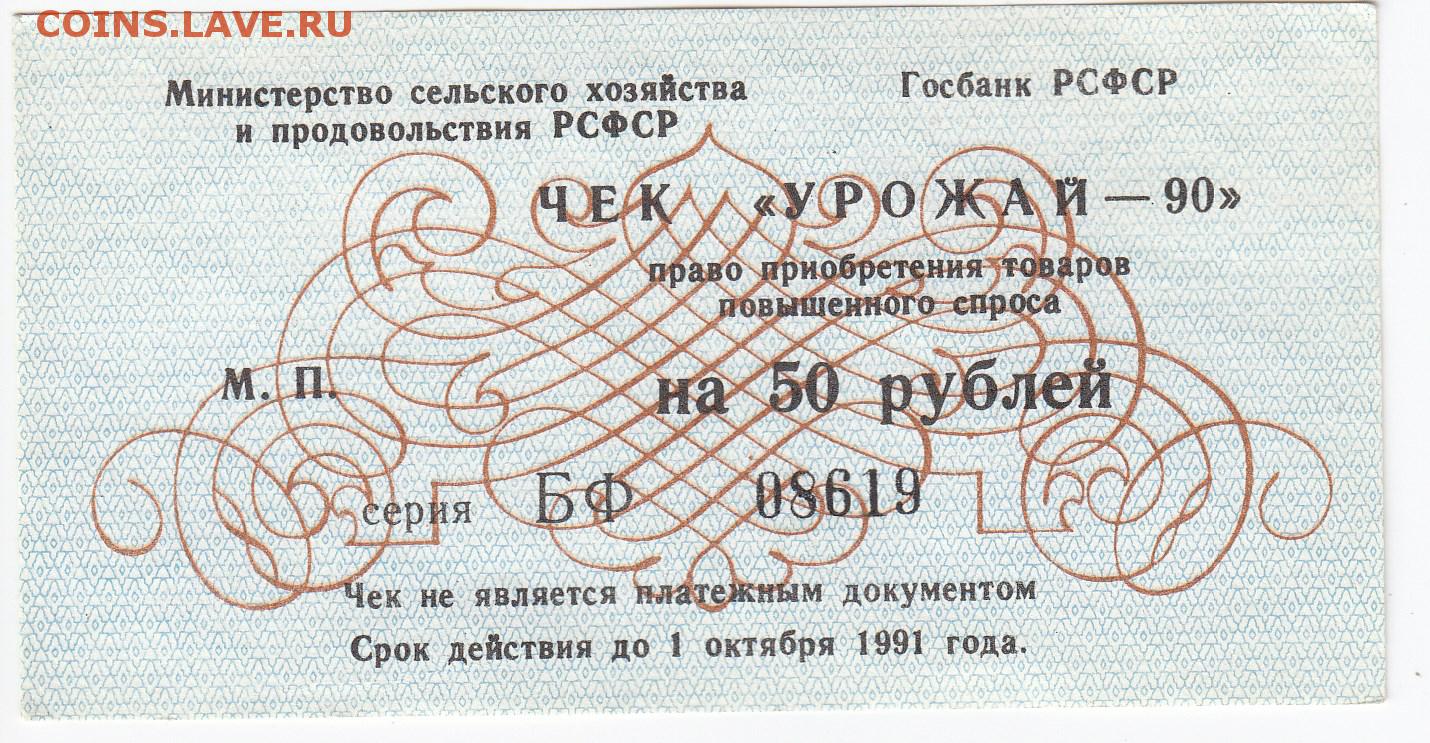 COINS.LAVE.RU
Министерство сельского хозяйства
и продовольствия РСФСР
Госбанк РСФСР
ЧЕК «УРОЖАЙ — 90»
право приобретения товаров
повышенного спроса
М. П.
на 50 рублей
серия БФ 08619
Чек не является платежным документом
Срок действия до 1 октября 1991 года.